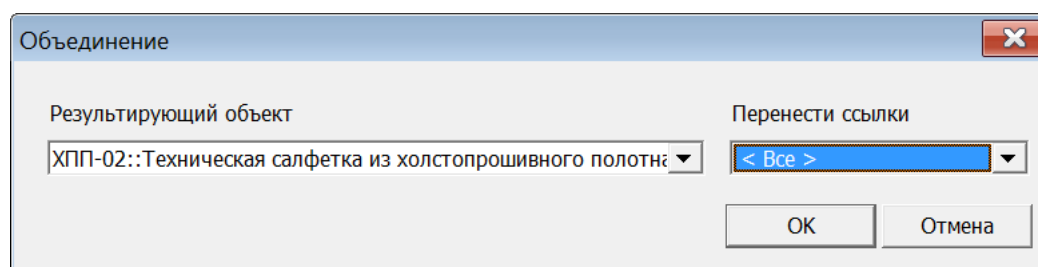 Объединение
Результирующий объект
Перенести ссылки
ХПП-02::Техническая салфетка из холстопрошивного полотна
< Все >
OK
Отмена